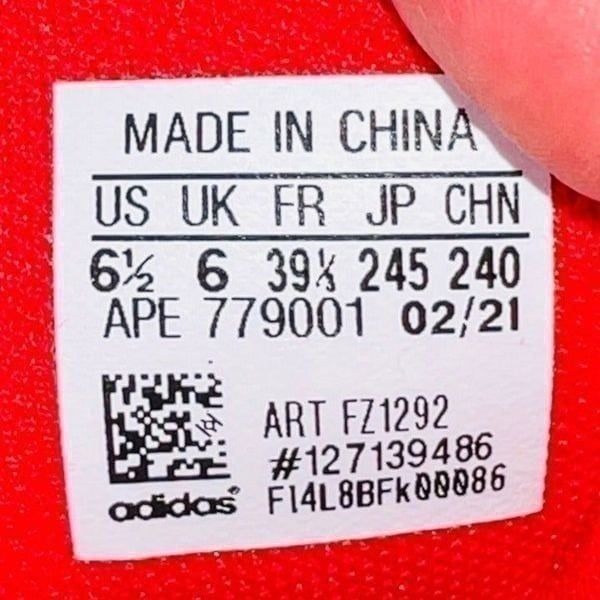 MADE IN CHINA
US UK FR JP CHN
6½ 6 39⅓ 245 240
APE 779001 02/21
ART FZ1292
#127139486
adidas®
F14L8BFk00086